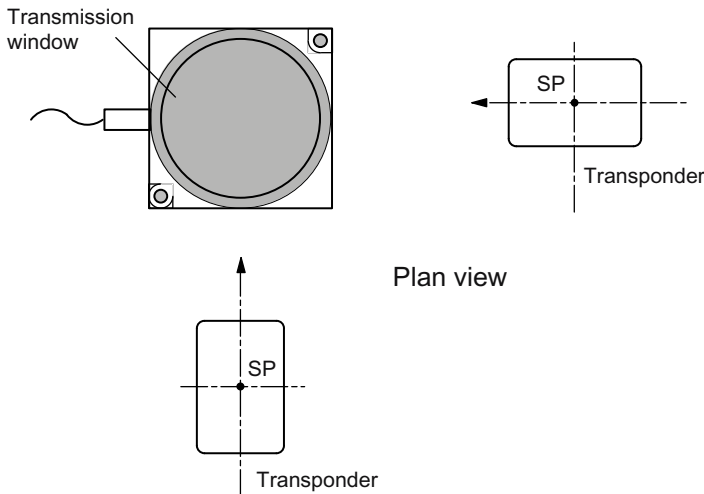 Transmission
window
SP
Transponder
Plan view
SP
Transponder